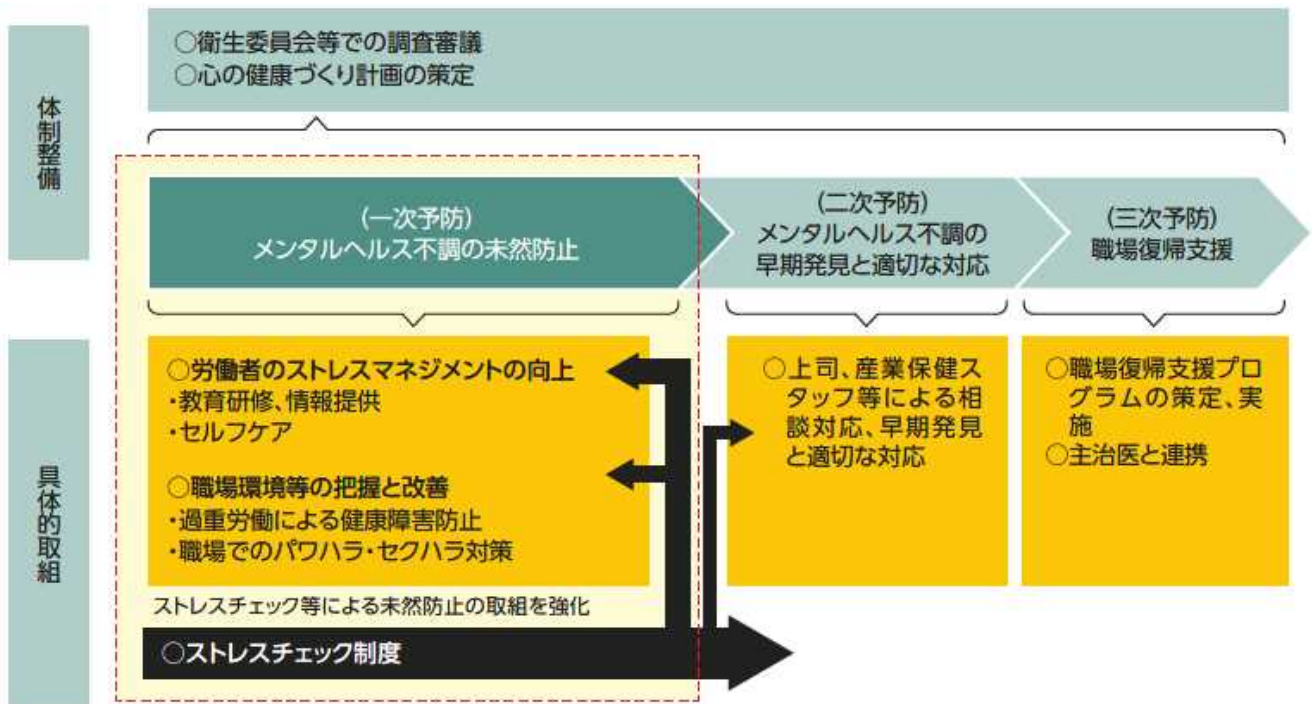 体制整備
○衛生委員会等での調査審議
○心の健康づくり計画の策定
(一次予防)
メンタルヘルス不調の未然防止
(二次予防)
メンタルヘルス不調の
早期発見と適切な対応
(三次予防)
職場復帰支援
具体的取組
○労働者のストレスマネジメントの向上
・教育研修、情報提供
・セルフケア
○職場環境等の把握と改善
・過重労働による健康障害防止
・職場でのパワハラ・セクハラ対策
○上司、産業保健ス
タッフ等による相
談対応、早期発見
と適切な対応
○職場復帰支援プロ
グラムの策定、実
施
○主治医と連携
ストレスチェック等による未然防止の取組を強化
○ストレスチェック制度